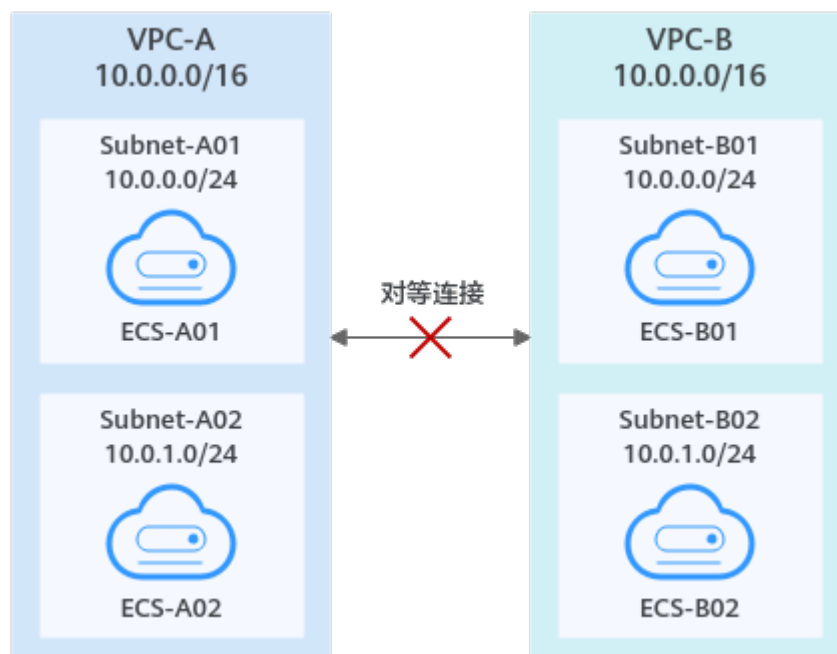 VPC-A
10.0.0.0/16
Subnet-A01
10.0.0.0/24
ECS-A01
Subnet-A02
10.0.1.0/24
ECS-A02
对等连接
VPC-B
10.0.0.0/16
Subnet-B01
10.0.0.0/24
ECS-B01
Subnet-B02
10.0.1.0/24
ECS-B02